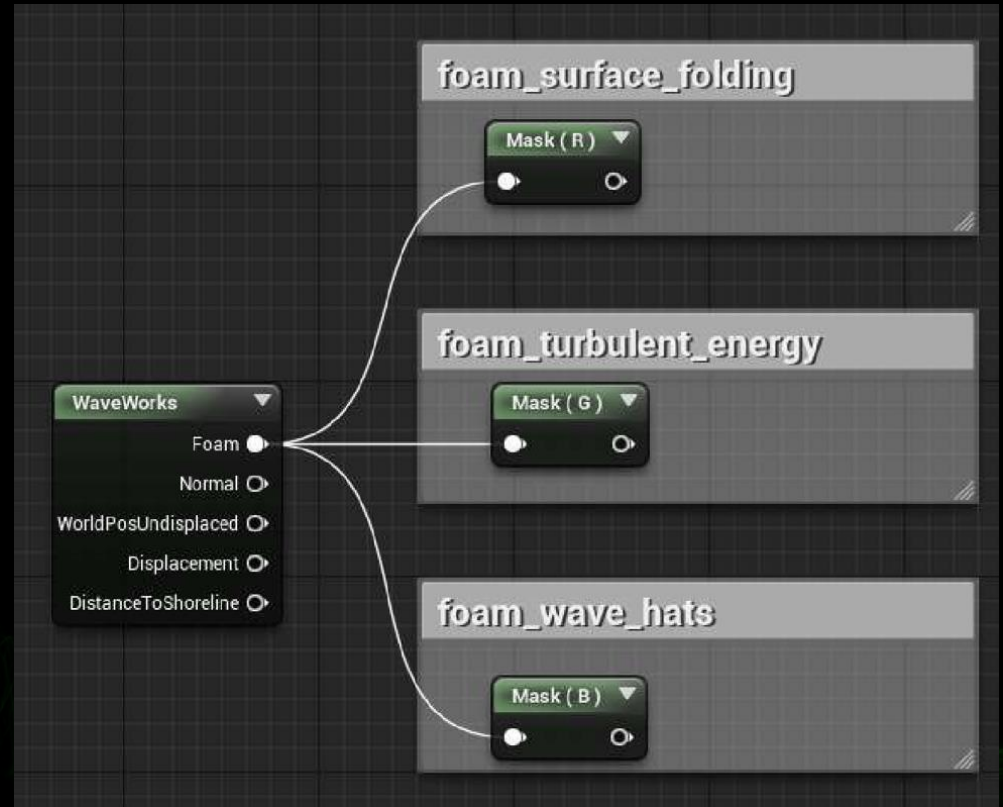 foam_surface_folding
Mask ( R )
foam_turbulent_energy
Mask ( G )
WaveWorks
Foam
Normal
WorldPosUndisplaced
Displacement
DistanceToShoreline
foam_wave_hats
Mask ( B )